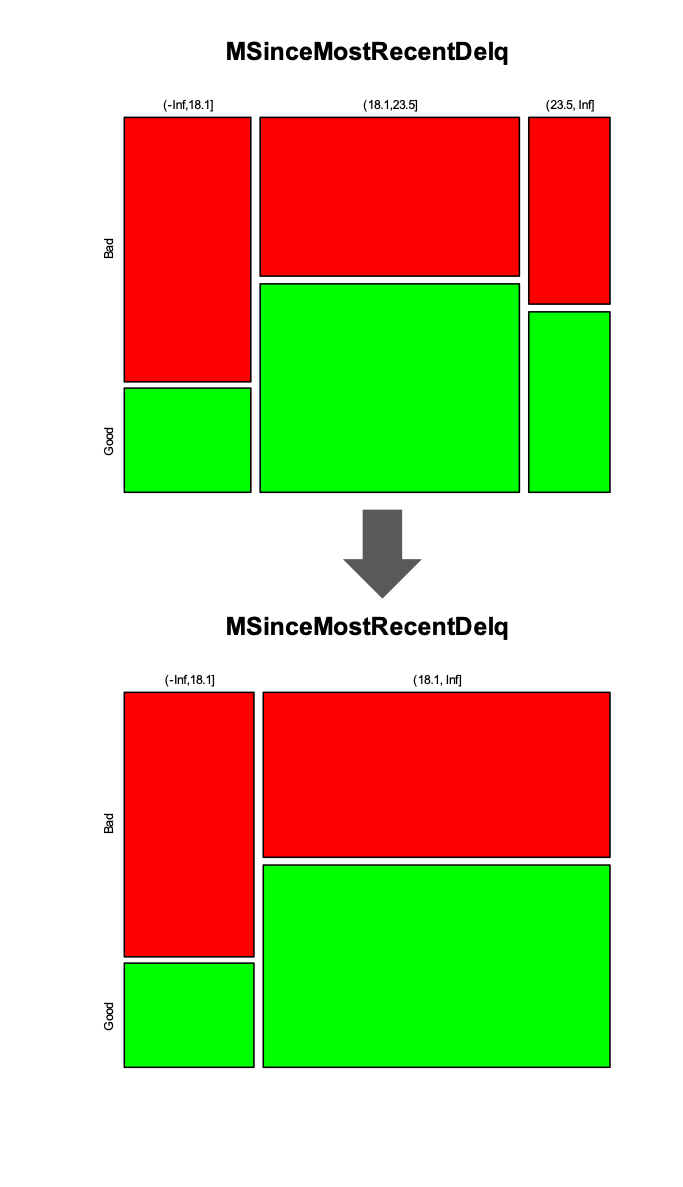 MSinceMostRecentDelq
(-Inf,18.1]
(18.1,23.5]
(23.5, Inf]
Bad
Good
MSinceMostRecentDelq
(-Inf,18.1]
(18.1, Inf]
Bad
Good